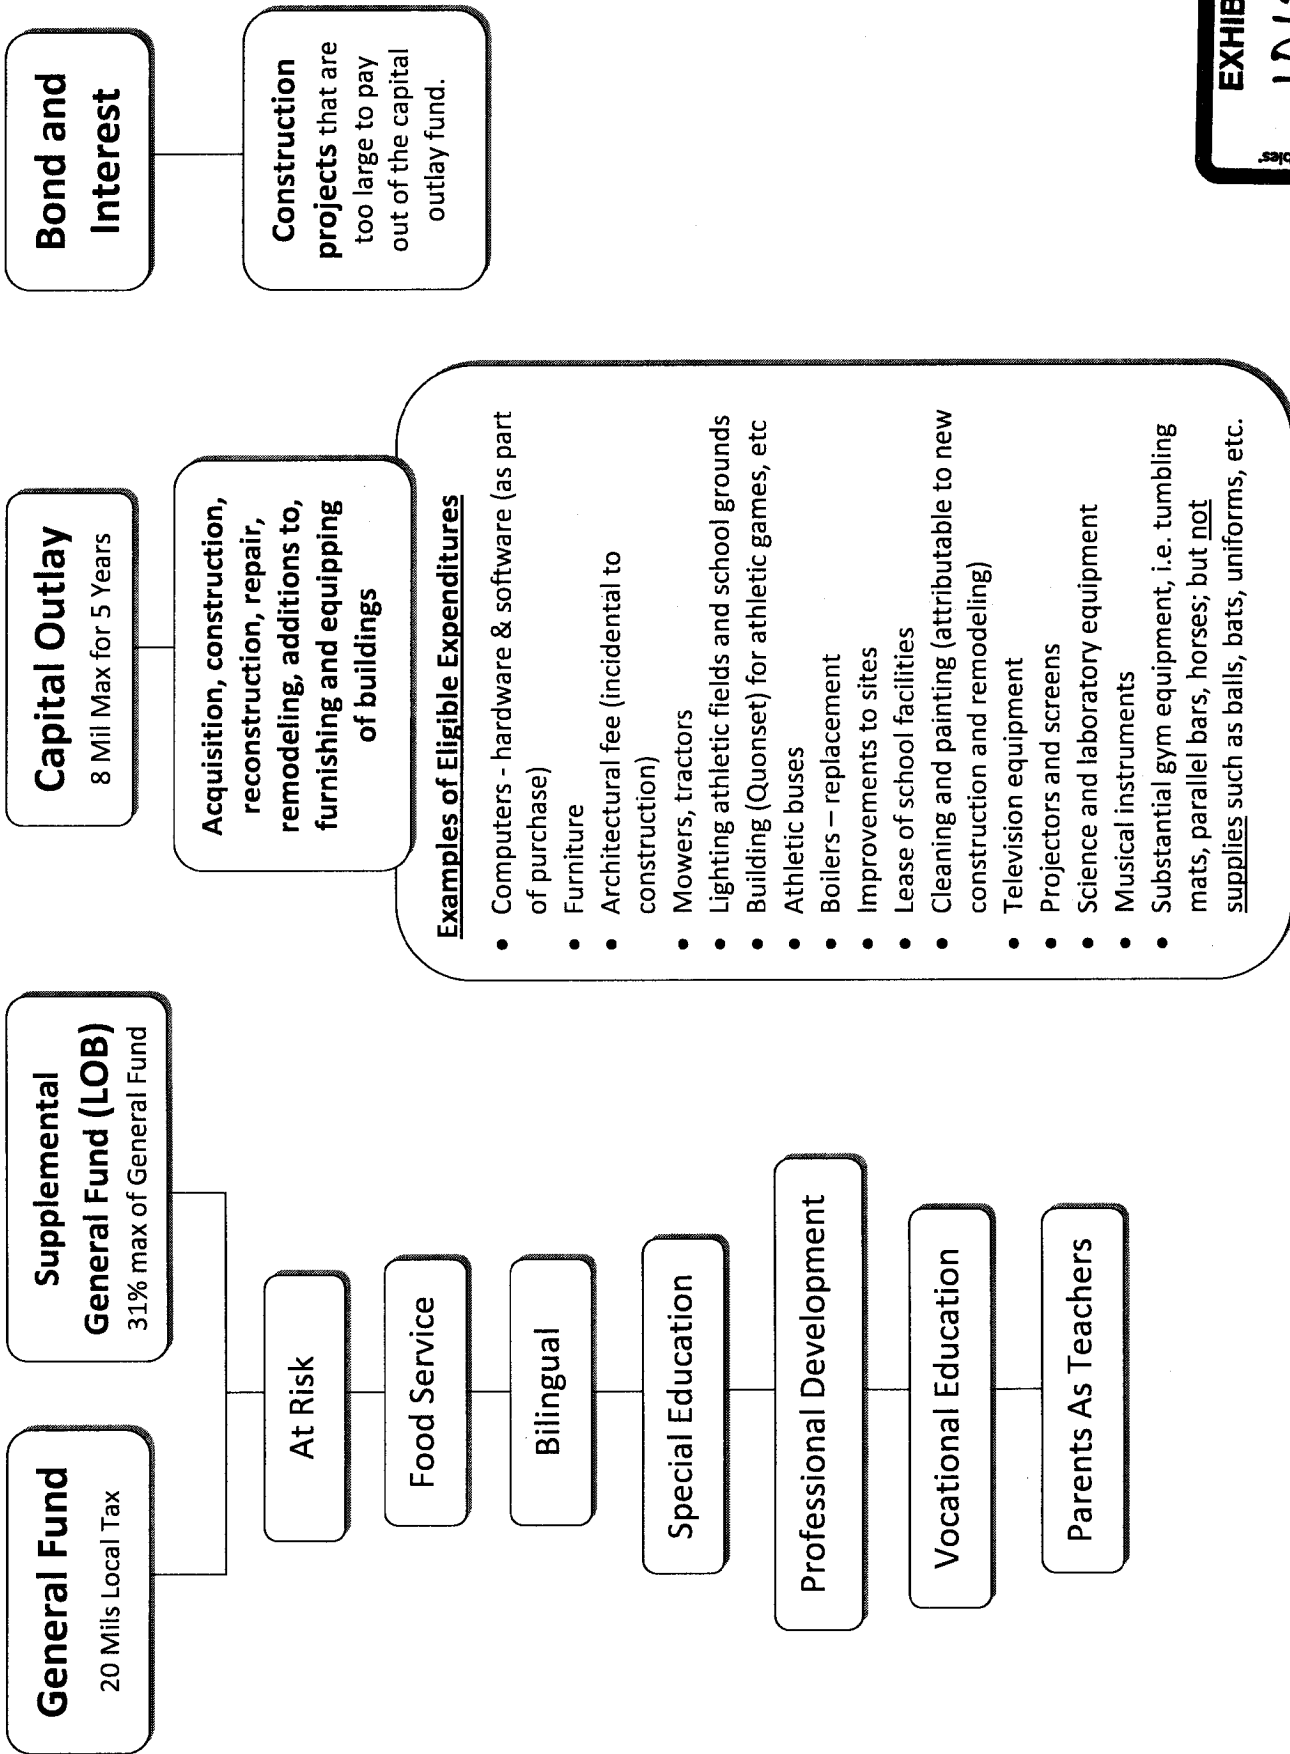 General Fund
20 Mils Local Tax
Supplemental
General Fund (LOB)
31% max of General Fund
At Risk
Food Service
Bilingual
Special Education
Professional Development
Vocational Education
Parents As Teachers
Capital Outlay
8 Mil Max for 5 Years
Acquisition, construction,
reconstruction, repair,
remodeling, additions to,
furnishing and equipping
of buildings
Examples of Eligible Expenditures
• Computers - hardware & software (as part
of purchase)
• Furniture
• Architectural fee (incidental to
construction)
• Mowers, tractors
• Lighting athletic fields and school grounds
• Building (Quonset) for athletic games, etc
• Athletic buses
• Boilers – replacement
• Improvements to sites
• Lease of school facilities
• Cleaning and painting (attributable to new
construction and remodeling)
• Television equipment
• Projectors and screens
• Science and laboratory equipment
• Musical instruments
• Substantial gym equipment, i.e. tumbling
mats, parallel bars, horses; but not
supplies such as balls, bats, uniforms, etc.
Bond and
Interest
Construction
projects that are
too large to pay
out of the capital
outlay fund.